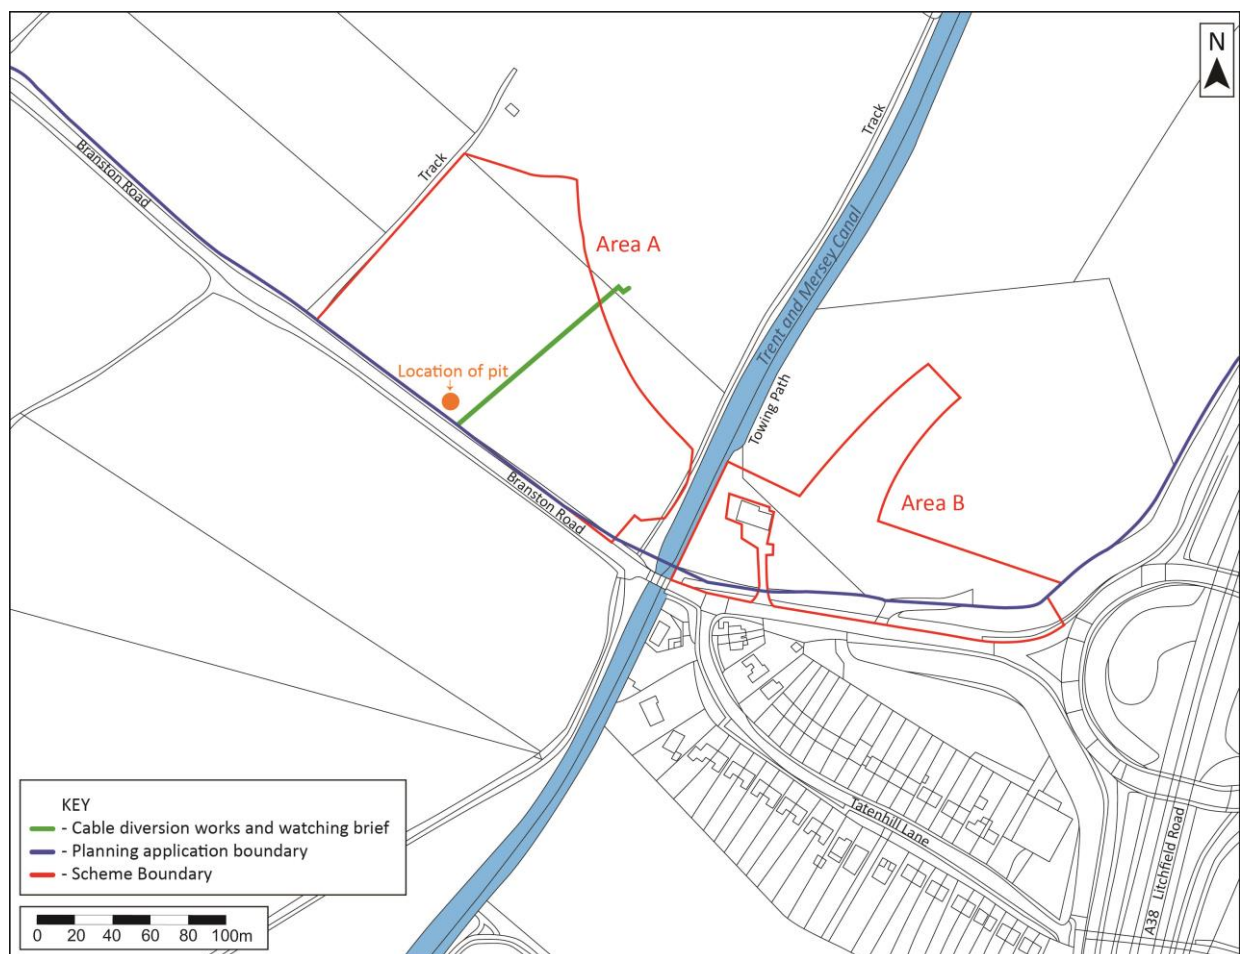 N
Branston Road
Track
Track
Area A
Trent and Mersey Canal
Location of pit
Towing Path
Branston Road
Area B
Tatenhill Lane
A38 Litchfield Road
KEY
- Cable diversion works and watching brief
- Planning application boundary
- Scheme Boundary
0 20 40 60 80 100m